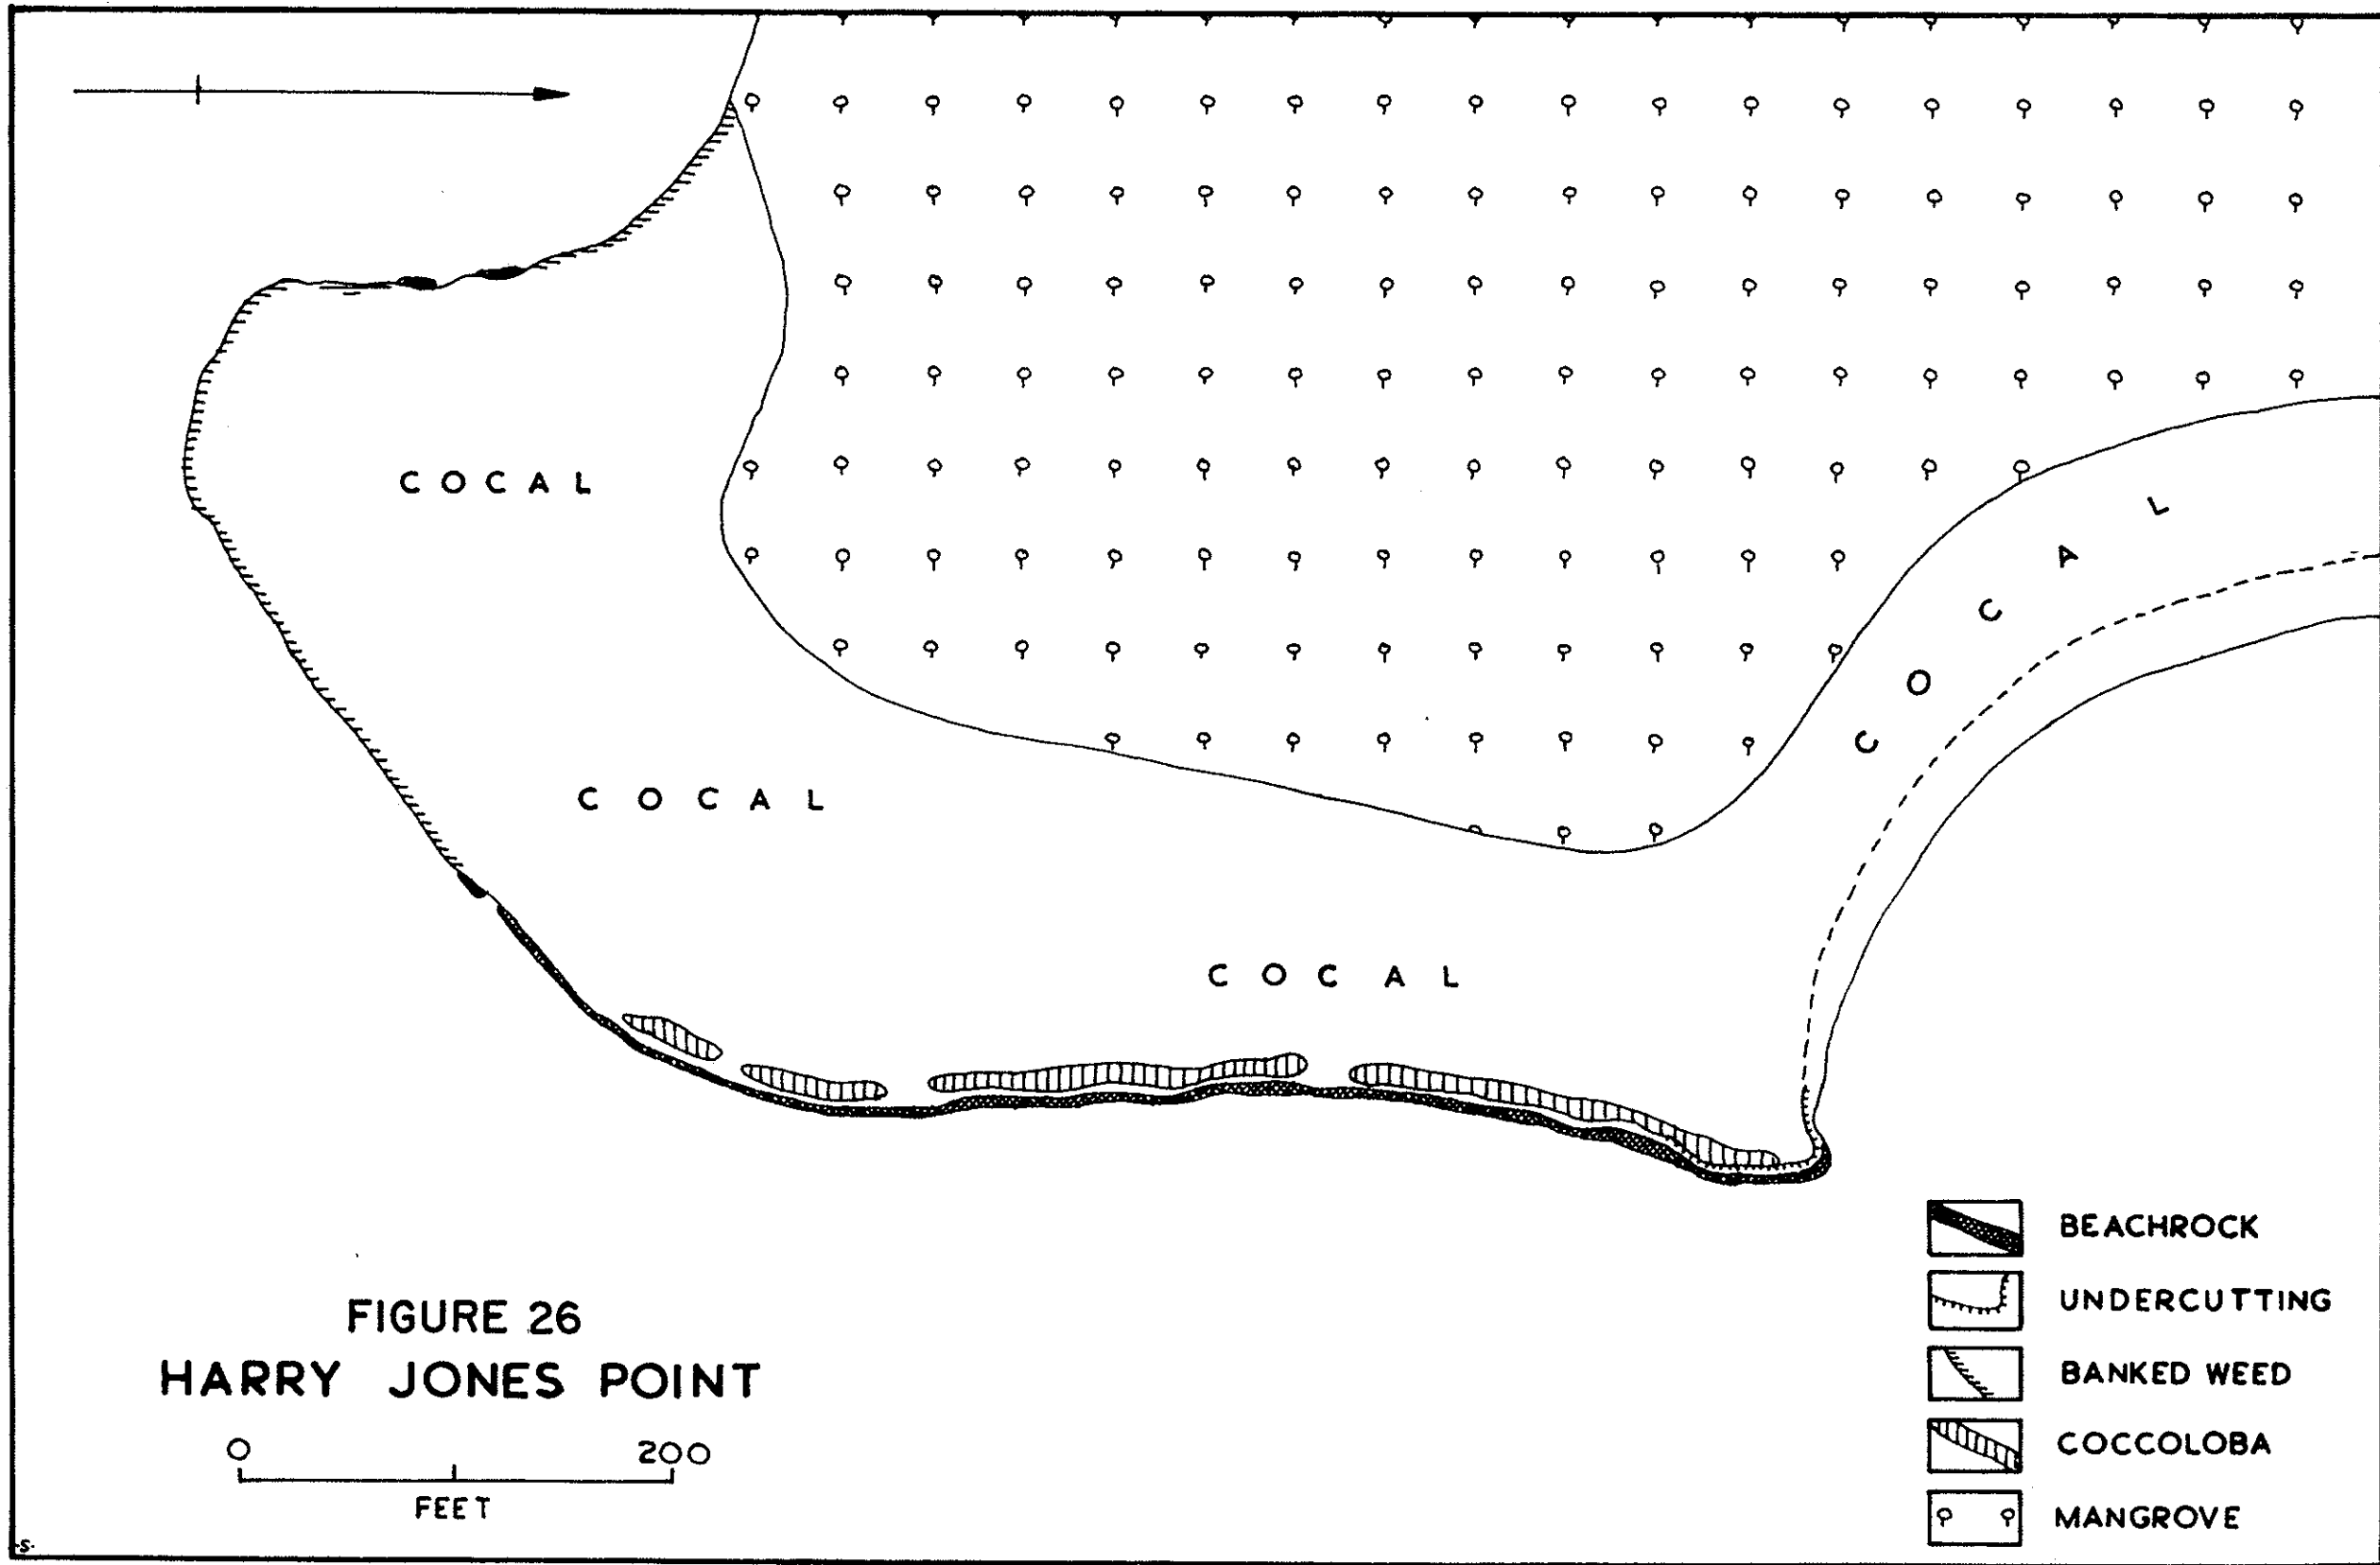 COCAL
COCAL
COCAL
COCAL
FIGURE 26
HARRY JONES POINT
0 200
FEET
BEACHROCK
UNDERCUTTING
BANKED WEED
COCCOLOBA
MANGROVE
-S-